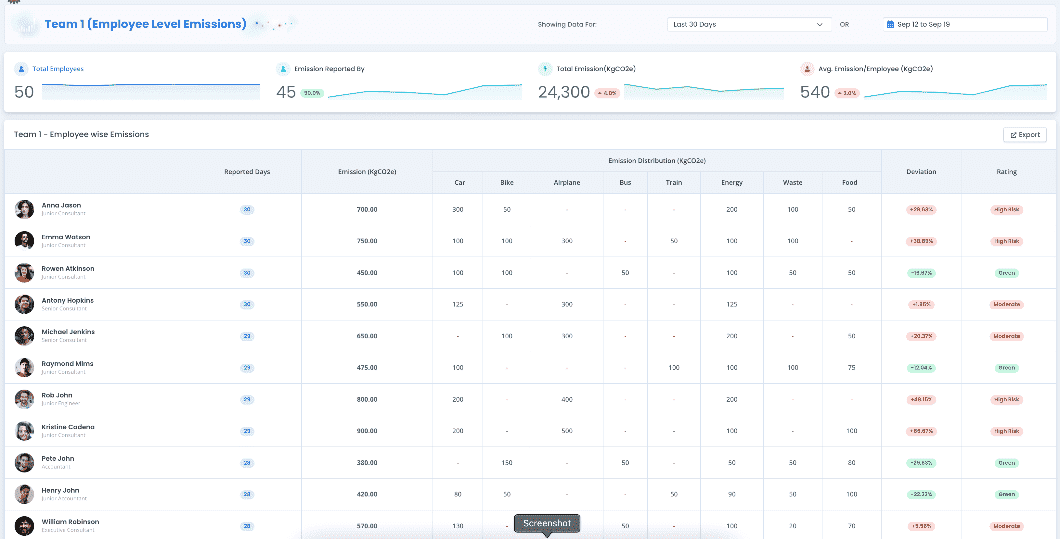 Team 1 (Employee Level Emissions) Showing Data For: Last 30 Days OR Sep 12 to Sep 19
Total Employees Emission Reported By Total Emission(KgCO2e) Avg. Emission/Employee (KgCO2e)
50 45 90.0% 24,300 4.0% 540 3.0%
Team 1 - Employee wise Emissions Export
Emission Distribution (KgCO2e)
Reported Days Emission (KgCO2e) Deviation Rating
Car Bike Airplane Bus Train Energy Waste Food
Anna Jason
Junior Consultant
30 700.00 300 50 - - - 200 100 50 +29.63% High Risk
Emma Watson
Junior Consultant
30 750.00 100 100 300 - 50 100 100 - +38.89% High Risk
Rowen Atkinson
Junior Consultant
30 450.00 100 100 - 50 - 100 50 50 -16.67% Green
Antony Hopkins
Senior Consultant
30 550.00 125 - 300 - - 125 - - +1.85% Moderate
Michael Jenkins
Senior Consultant
29 650.00 - 100 300 - - 200 - 50 -20.37% Moderate
Raymond Mims
Junior Consultant
29 475.00 - - - - 100 100 100 75 -12.04% Green
Rob John
Junior Engineer
29 800.00 200 - 400 - - 200 - - +48.15% High Risk
Kristine Cadena
Junior Consultant
29 900.00 200 - 500 - - 100 - 100 +66.67% High Risk
Pete John
Accountant
28 380.00 - 150 - 50 - 50 50 80 -29.63% Green
Henry John
Junior Accountant
28 420.00 80 50 - - 50 90 50 100 -22.22% Green
William Robinson
Executive Consultant
28 570.00 130 - 50 - 100 70 70 +5.56% Moderate
Screenshot